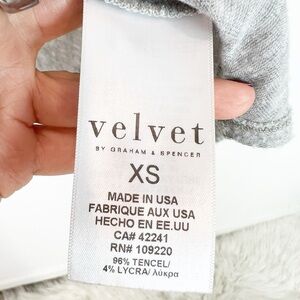 velvet
BY GRAHAM & SPENCER
XS
MADE IN USA
FABRIQUE AUX USA
HECHO EN EE.UU
CA# 42241
RN# 109220
96% TENCEL/
4% LYCRA/ λύκρα